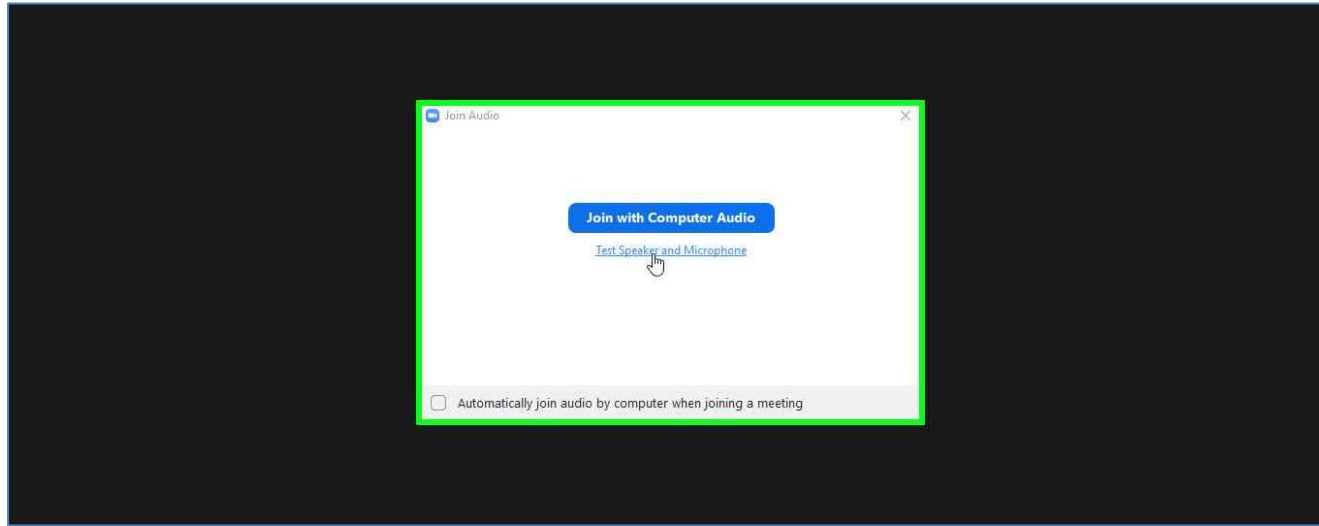 Join Audio
Join with Computer Audio
Test Speaker and Microphone
Automatically join audio by computer when joining a meeting